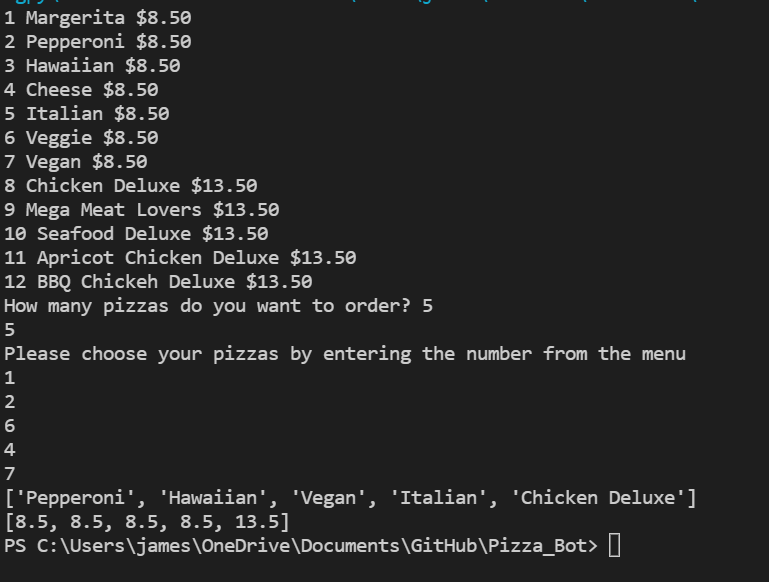 1 Margerita $8.50
2 Pepperoni $8.50
3 Hawaiian $8.50
4 Cheese $8.50
5 Italian $8.50
6 Veggie $8.50
7 Vegan $8.50
8 Chicken Deluxe $13.50
9 Mega Meat Lovers $13.50
10 Seafood Deluxe $13.50
11 Apricot Chicken Deluxe $13.50
12 BBQ Chickeh Deluxe $13.50
How many pizzas do you want to order? 5
5
Please choose your pizzas by entering the number from the menu
1
2
6
4
7
['Pepperoni', 'Hawaiian', 'Vegan', 'Italian', 'Chicken Deluxe']
[8.5, 8.5, 8.5, 8.5, 13.5]
PS C:\Users\james\OneDrive\Documents\GitHub\Pizza_Bot>